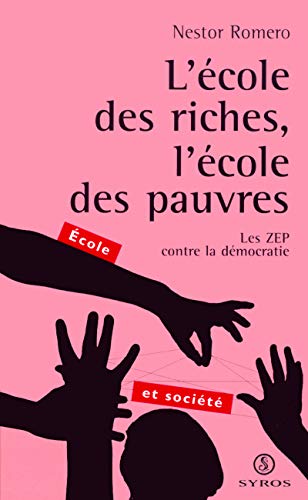 Nestor Romero
L'école
des riches,
l'école
des pauvres
Les ZEP
contre la démocratie
École
et société
SYROS